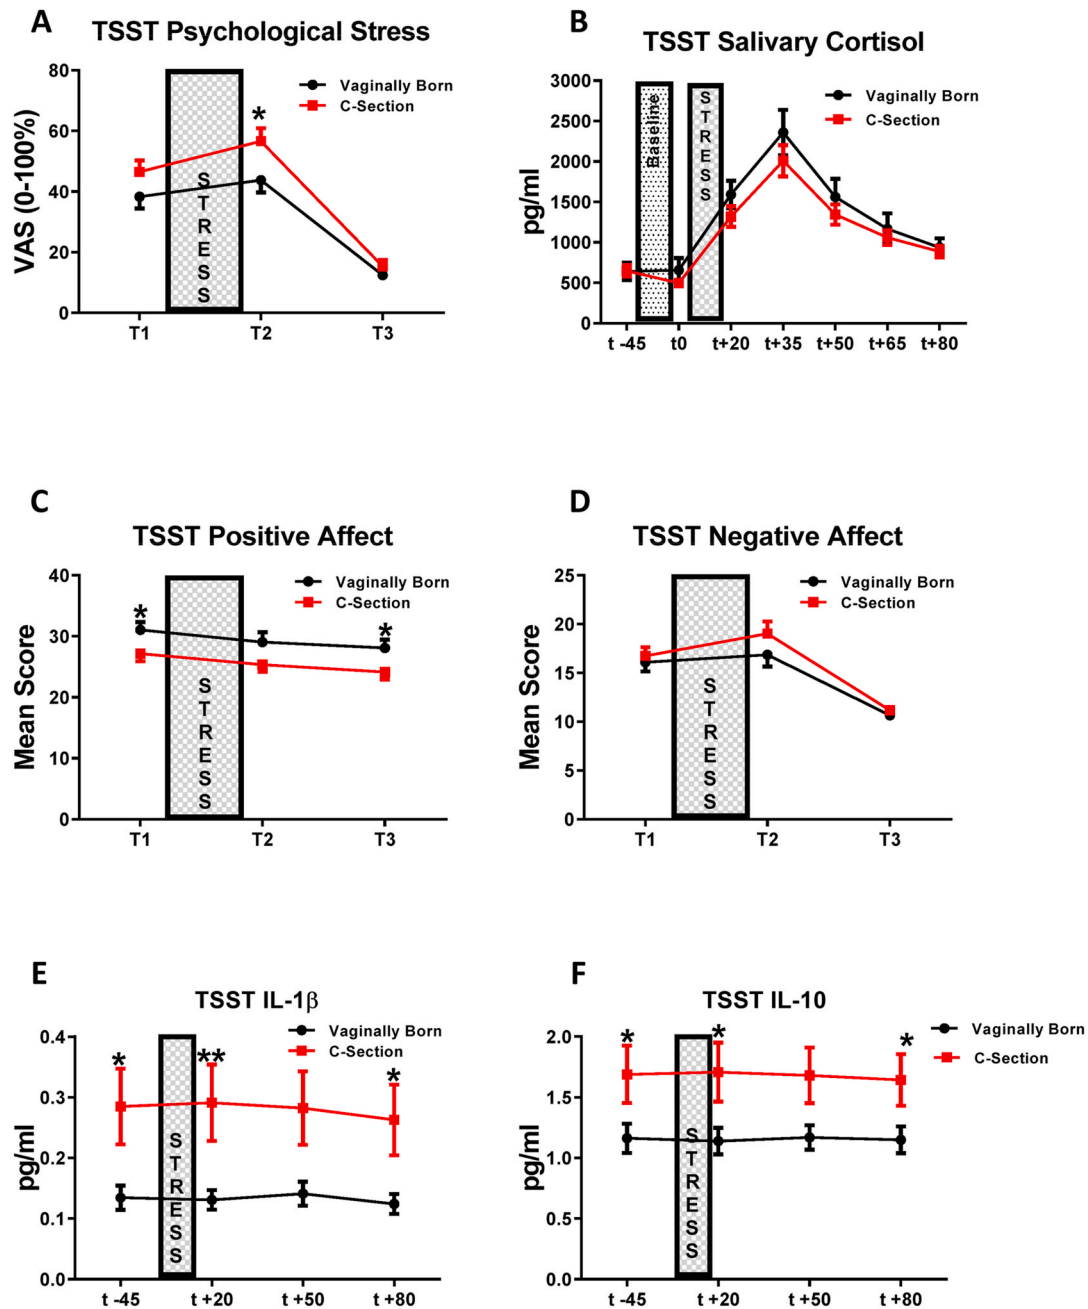 A
TSST Psychological Stress
Vaginally Born
C-Section
VAS (0-100%)
80
60
40
20
0
*
STRESS
T1
T2
T3
B
TSST Salivary Cortisol
Vaginally Born
C-Section
pg/ml
3000
2500
2000
1500
1000
500
0
Baseline
STRESS
t -45
t0
t+20
t+35
t+50
t+65
t+80
C
TSST Positive Affect
Vaginally Born
C-Section
Mean Score
40
30
20
10
0
*
*
STRESS
T1
T2
T3
D
TSST Negative Affect
Vaginally Born
C-Section
Mean Score
25
20
15
10
5
0
STRESS
T1
T2
T3
E
TSST IL-1β
Vaginally Born
C-Section
pg/ml
0.4
0.3
0.2
0.1
0.0
*
**
*
STRESS
t -45
t +20
t +50
t +80
F
TSST IL-10
Vaginally Born
C-Section
pg/ml
2.0
1.5
1.0
0.5
0.0
*
*
*
STRESS
t -45
t +20
t +50
t +80